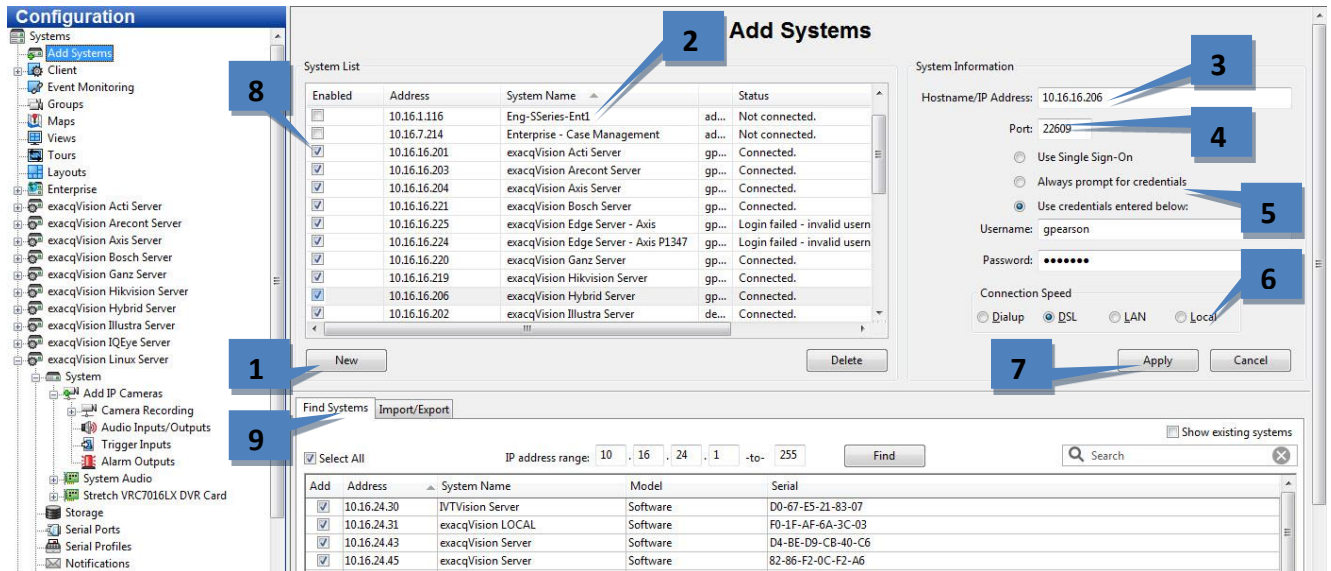 Configuration
Systems
Add Systems
Client
Event Monitoring
Groups
Maps
Views
Tours
Layouts
Enterprise
exacqVision Acti Server
exacqVision Arecont Server
exacqVision Axis Server
exacqVision Bosch Server
exacqVision Ganz Server
exacqVision Hikvision Server
exacqVision Hybrid Server
exacqVision Illustra Server
exacqVision IQEye Server
exacqVision Linux Server
System
Add IP Cameras
Camera Recording
Audio Inputs/Outputs
Trigger Inputs
Alarm Outputs
System Audio
Stretch VRC7016LX DVR Card
Storage
Serial Ports
Serial Profiles
Notifications
Add Systems
2
8
System List
Enabled Address System Name Status
10.16.1.116 Eng-SSeries-Ent1 ad... Not connected.
10.16.7.214 Enterprise - Case Management ad... Not connected.
10.16.16.201 exacqVision Acti Server gp... Connected.
10.16.16.203 exacqVision Arecont Server gp... Connected.
10.16.16.204 exacqVision Axis Server gp... Connected.
10.16.16.221 exacqVision Bosch Server gp... Connected.
10.16.16.225 exacqVision Edge Server - Axis gp... Login failed - invalid usern
10.16.16.224 exacqVision Edge Server - Axis P1347 gp... Login failed - invalid usern
10.16.16.220 exacqVision Ganz Server gp... Connected.
10.16.16.219 exacqVision Hikvision Server gp... Connected.
10.16.16.206 exacqVision Hybrid Server gp... Connected.
10.16.16.202 exacqVision Illustra Server de... Connected.
1
New Delete
System Information
3
Hostname/IP Address: 10.16.16.206
4
Port: 22609
Use Single Sign-On
Always prompt for credentials
5
Use credentials entered below:
Username: gpearson
Password: •••••••
6
Connection Speed
Dialup DSL LAN Local
7
Apply Cancel
9
Find Systems Import/Export
Show existing systems
Select All IP address range: 10 . 16 . 24 . 1 -to- 255 Find Search
Add Address System Name Model Serial
10.16.24.30 IVTVision Server Software D0-67-E5-21-83-07
10.16.24.31 exacqVision LOCAL Software F0-1F-AF-6A-3C-03
10.16.24.43 exacqVision Server Software D4-BE-D9-CB-40-C6
10.16.24.45 exacqVision Server Software 82-86-F2-0C-F2-A6